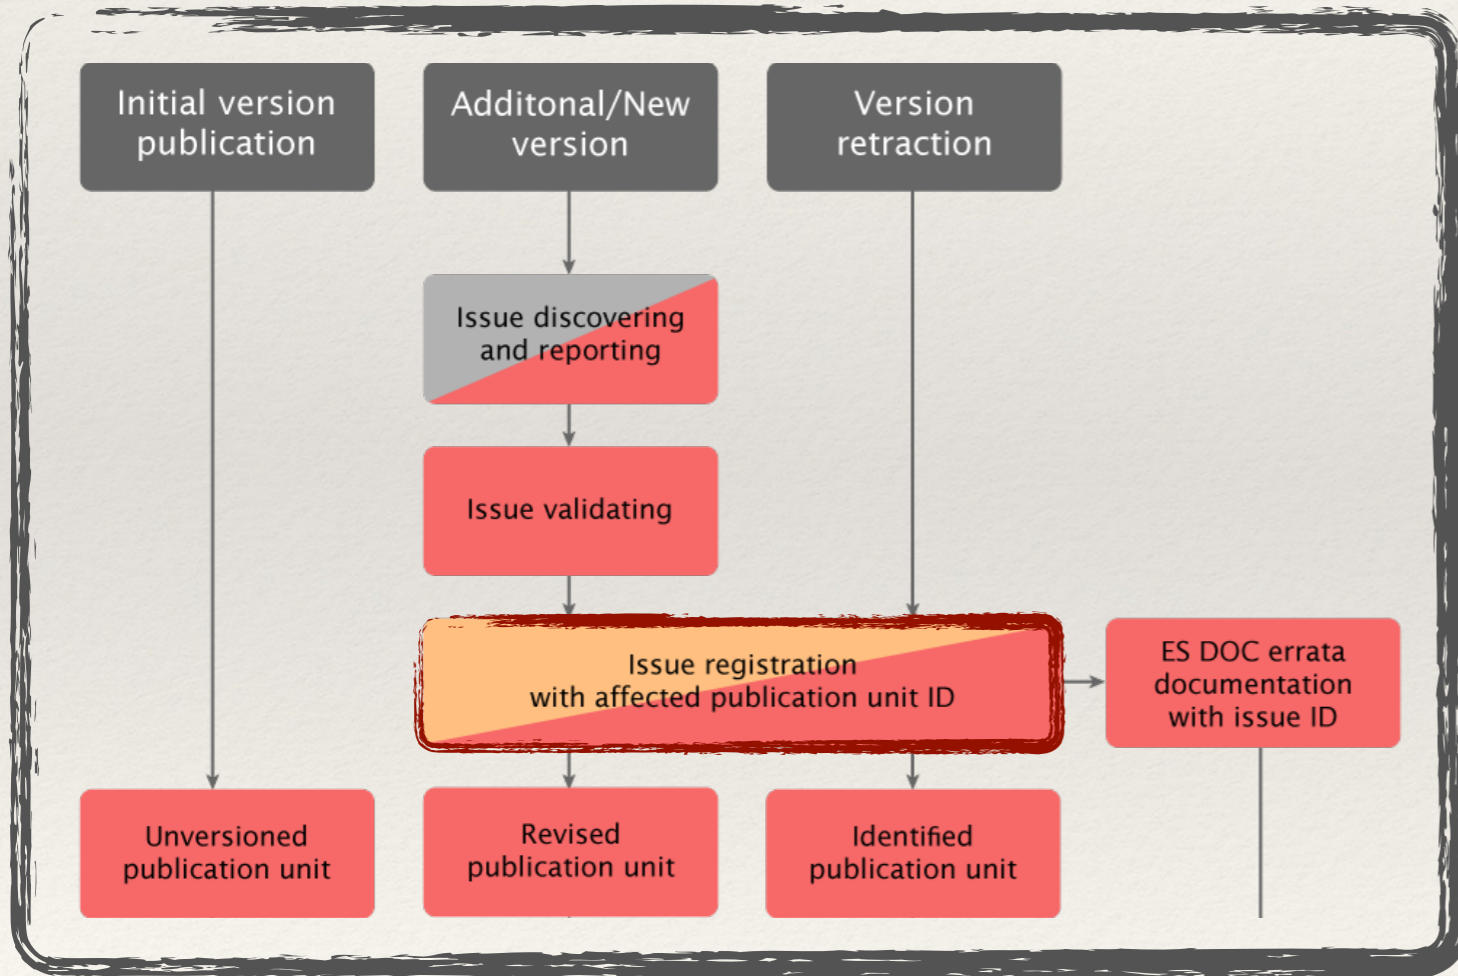 Initial version
publication
Additonal/New
version
Version
retraction
Issue discovering
and reporting
Issue validating
Issue registration
with affected publication unit ID
ES DOC errata
documentation
with issue ID
Unversioned
publication unit
Revised
publication unit
Identified
publication unit